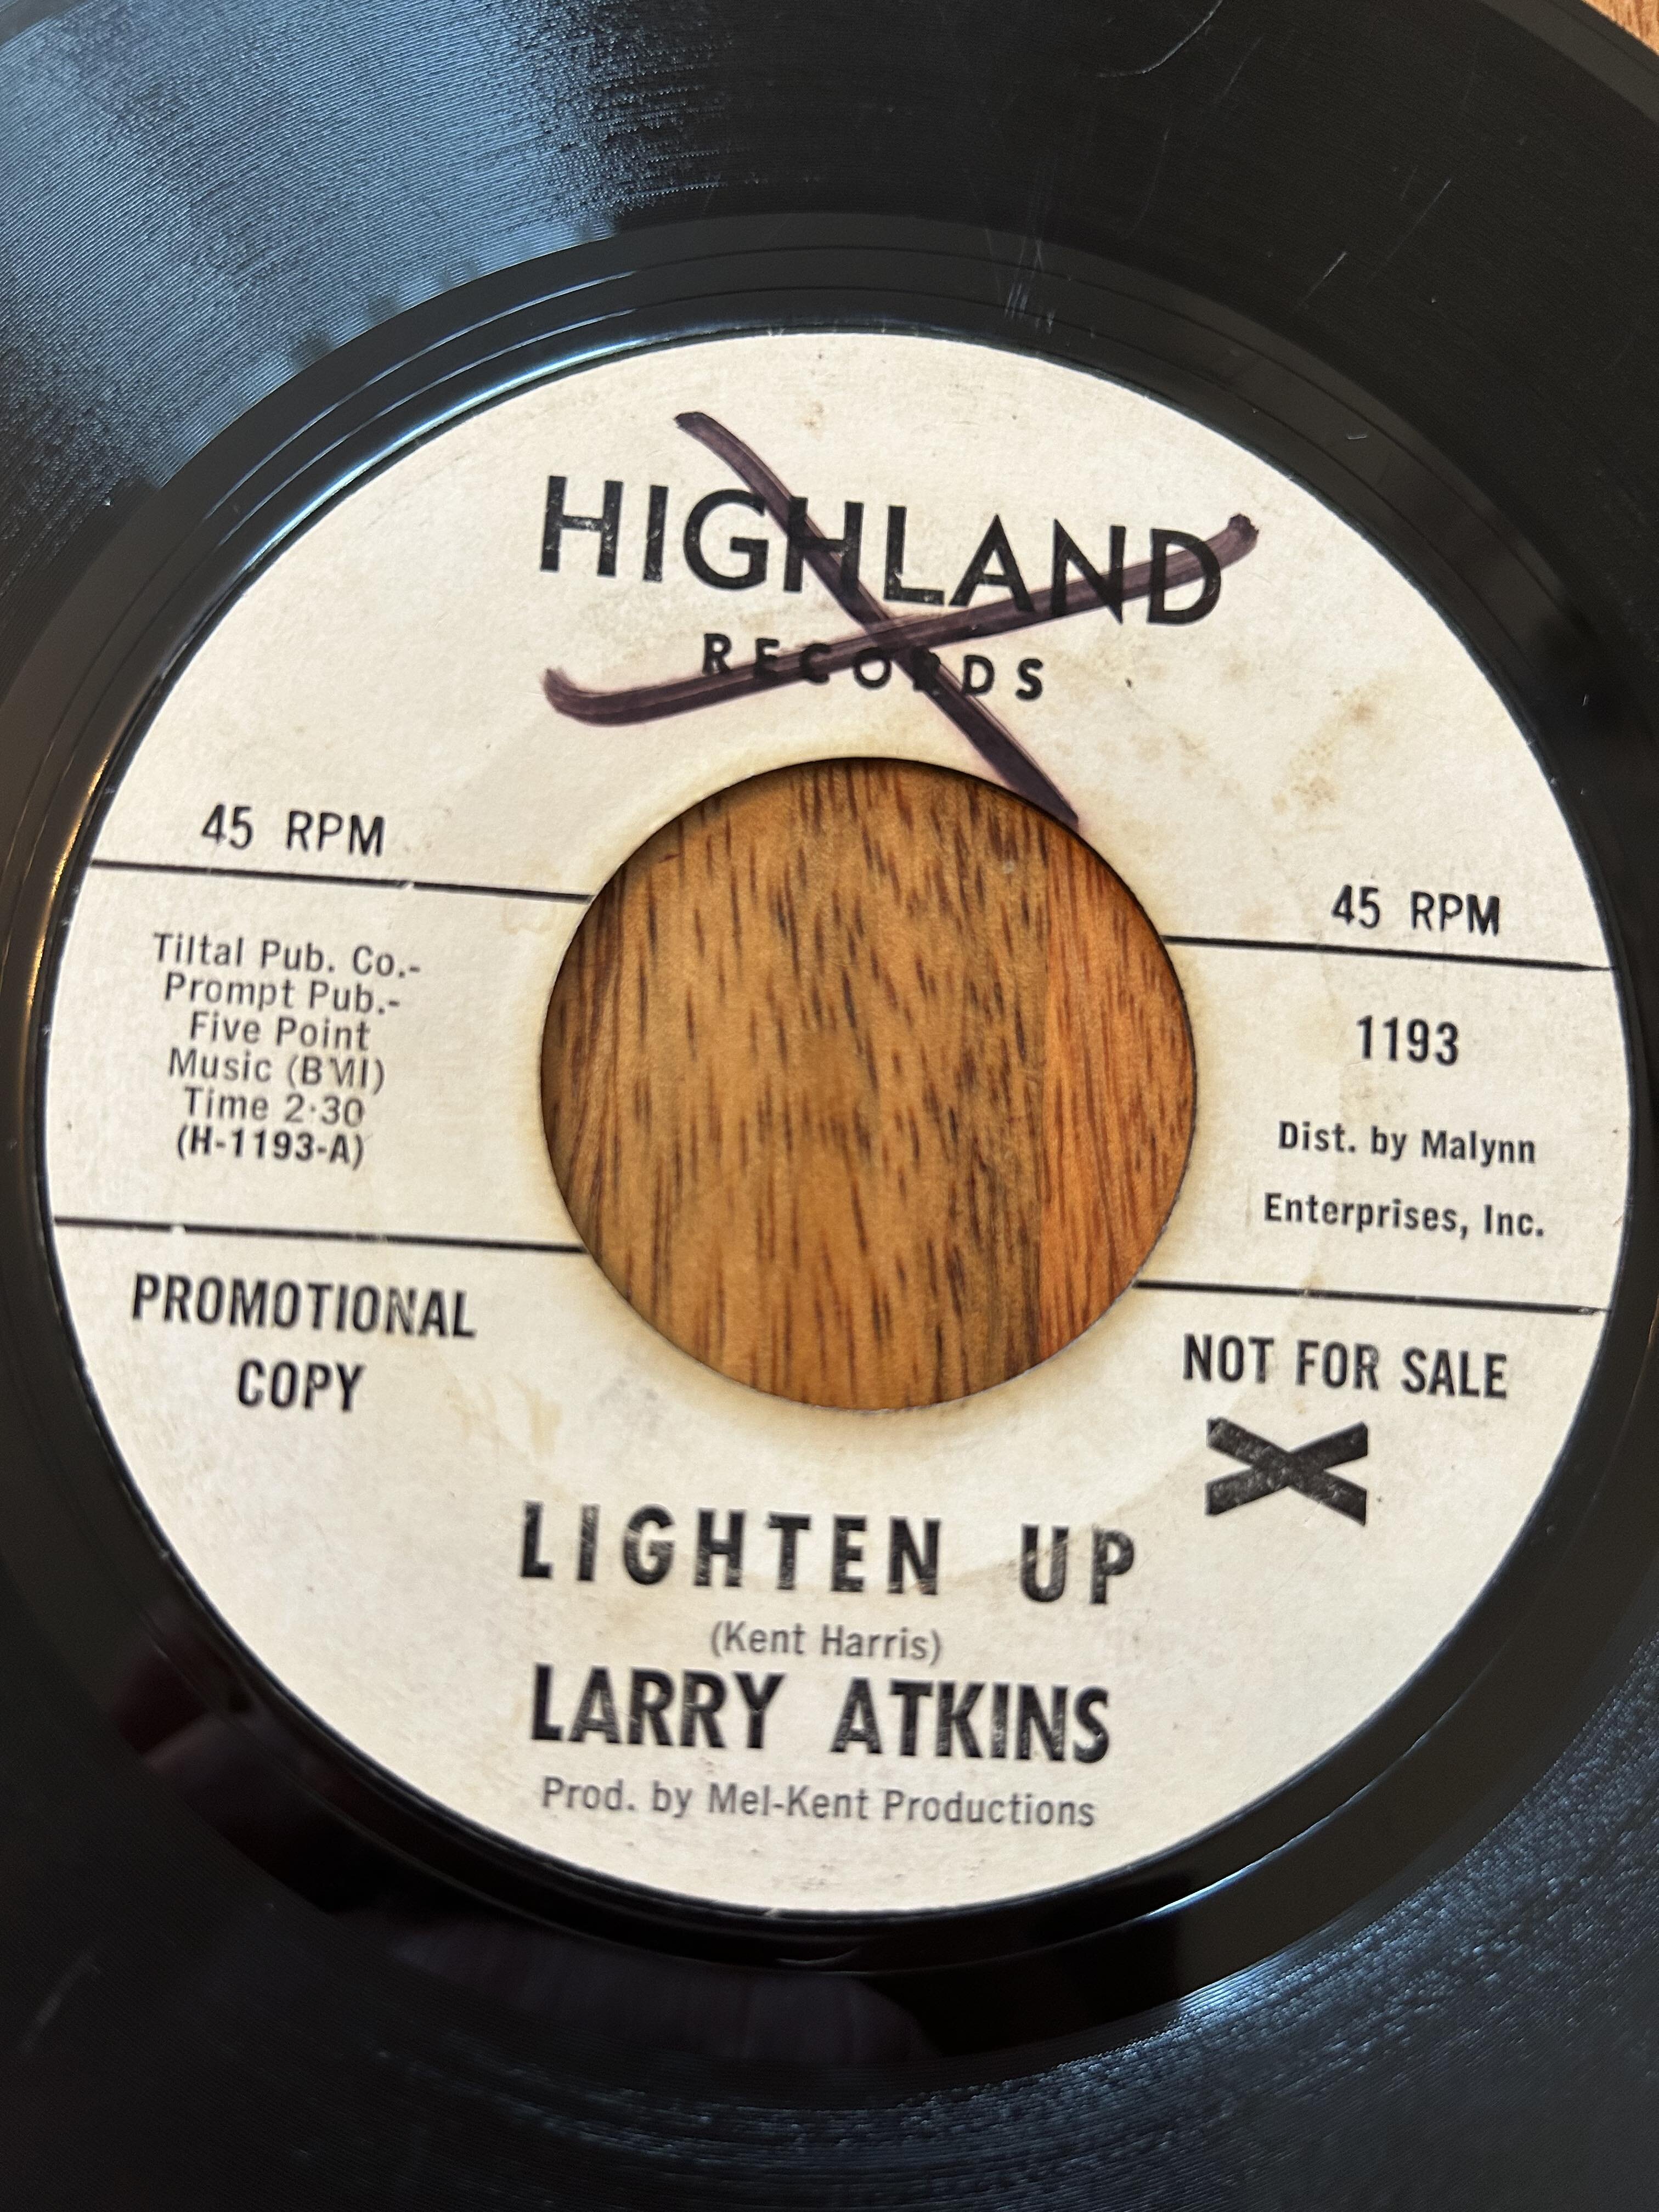 HIGHLAND
RECORDS
45 RPM
45 RPM
Tiltal Pub. Co.-
Prompt Pub.-
Five Point
Music (BMI)
Time 2:30
(H-1193-A)
1193
Dist. by Malynn
Enterprises, Inc.
PROMOTIONAL
COPY
NOT FOR SALE
X
LIGHTEN UP
(Kent Harris)
LARRY ATKINS
Prod. by Mel-Kent Productions